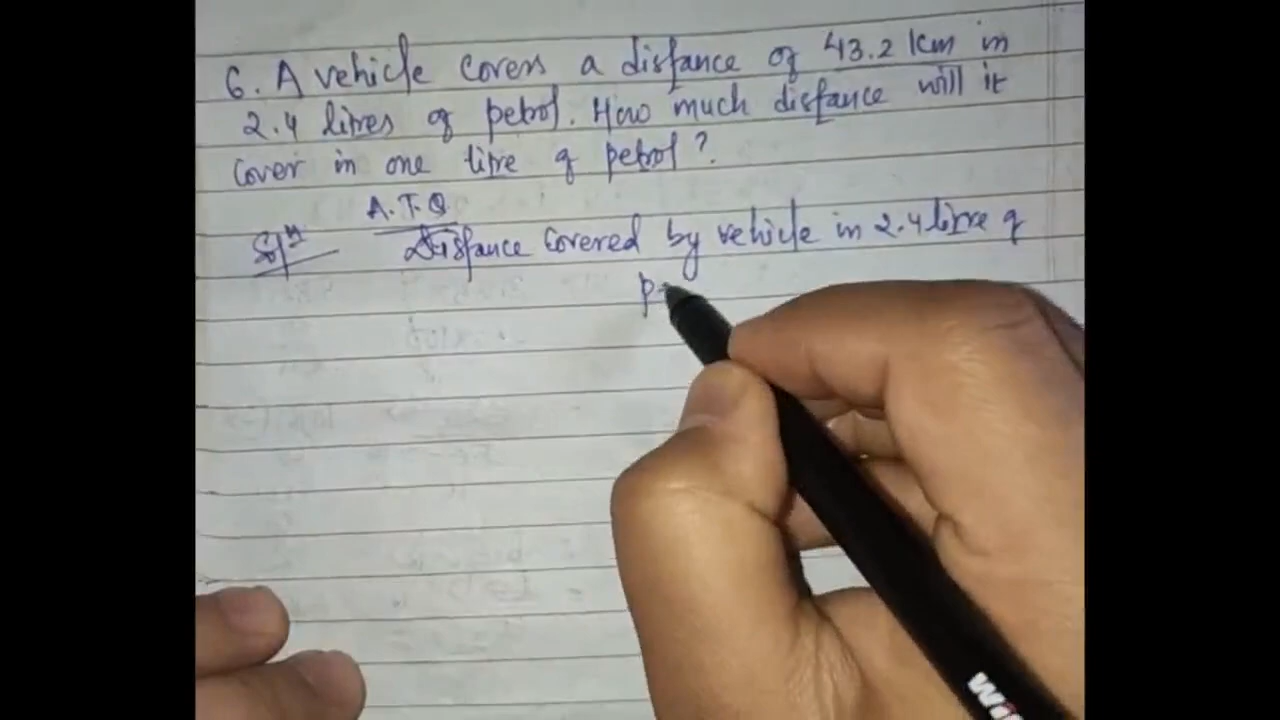 6. A vehicle covers a distance of 43.2 km in
2.4 litres of petrol. How much distance will it
cover in one litre of petrol?
A.T.Q
Solⁿ Distance covered by vehicle in 2.4 litre of
p